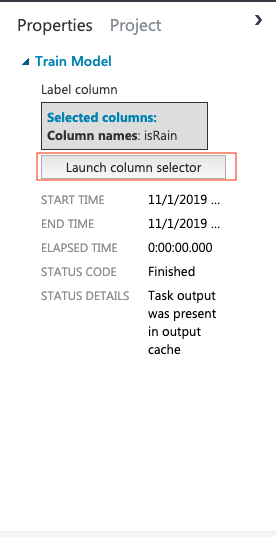 Properties Project
Train Model
Label column
Selected columns:
Column names: isRain
Launch column selector
START TIME 11/1/2019 ...
END TIME 11/1/2019 ...
ELAPSED TIME 0:00:00.000
STATUS CODE Finished
STATUS DETAILS Task output
was present
in output
cache